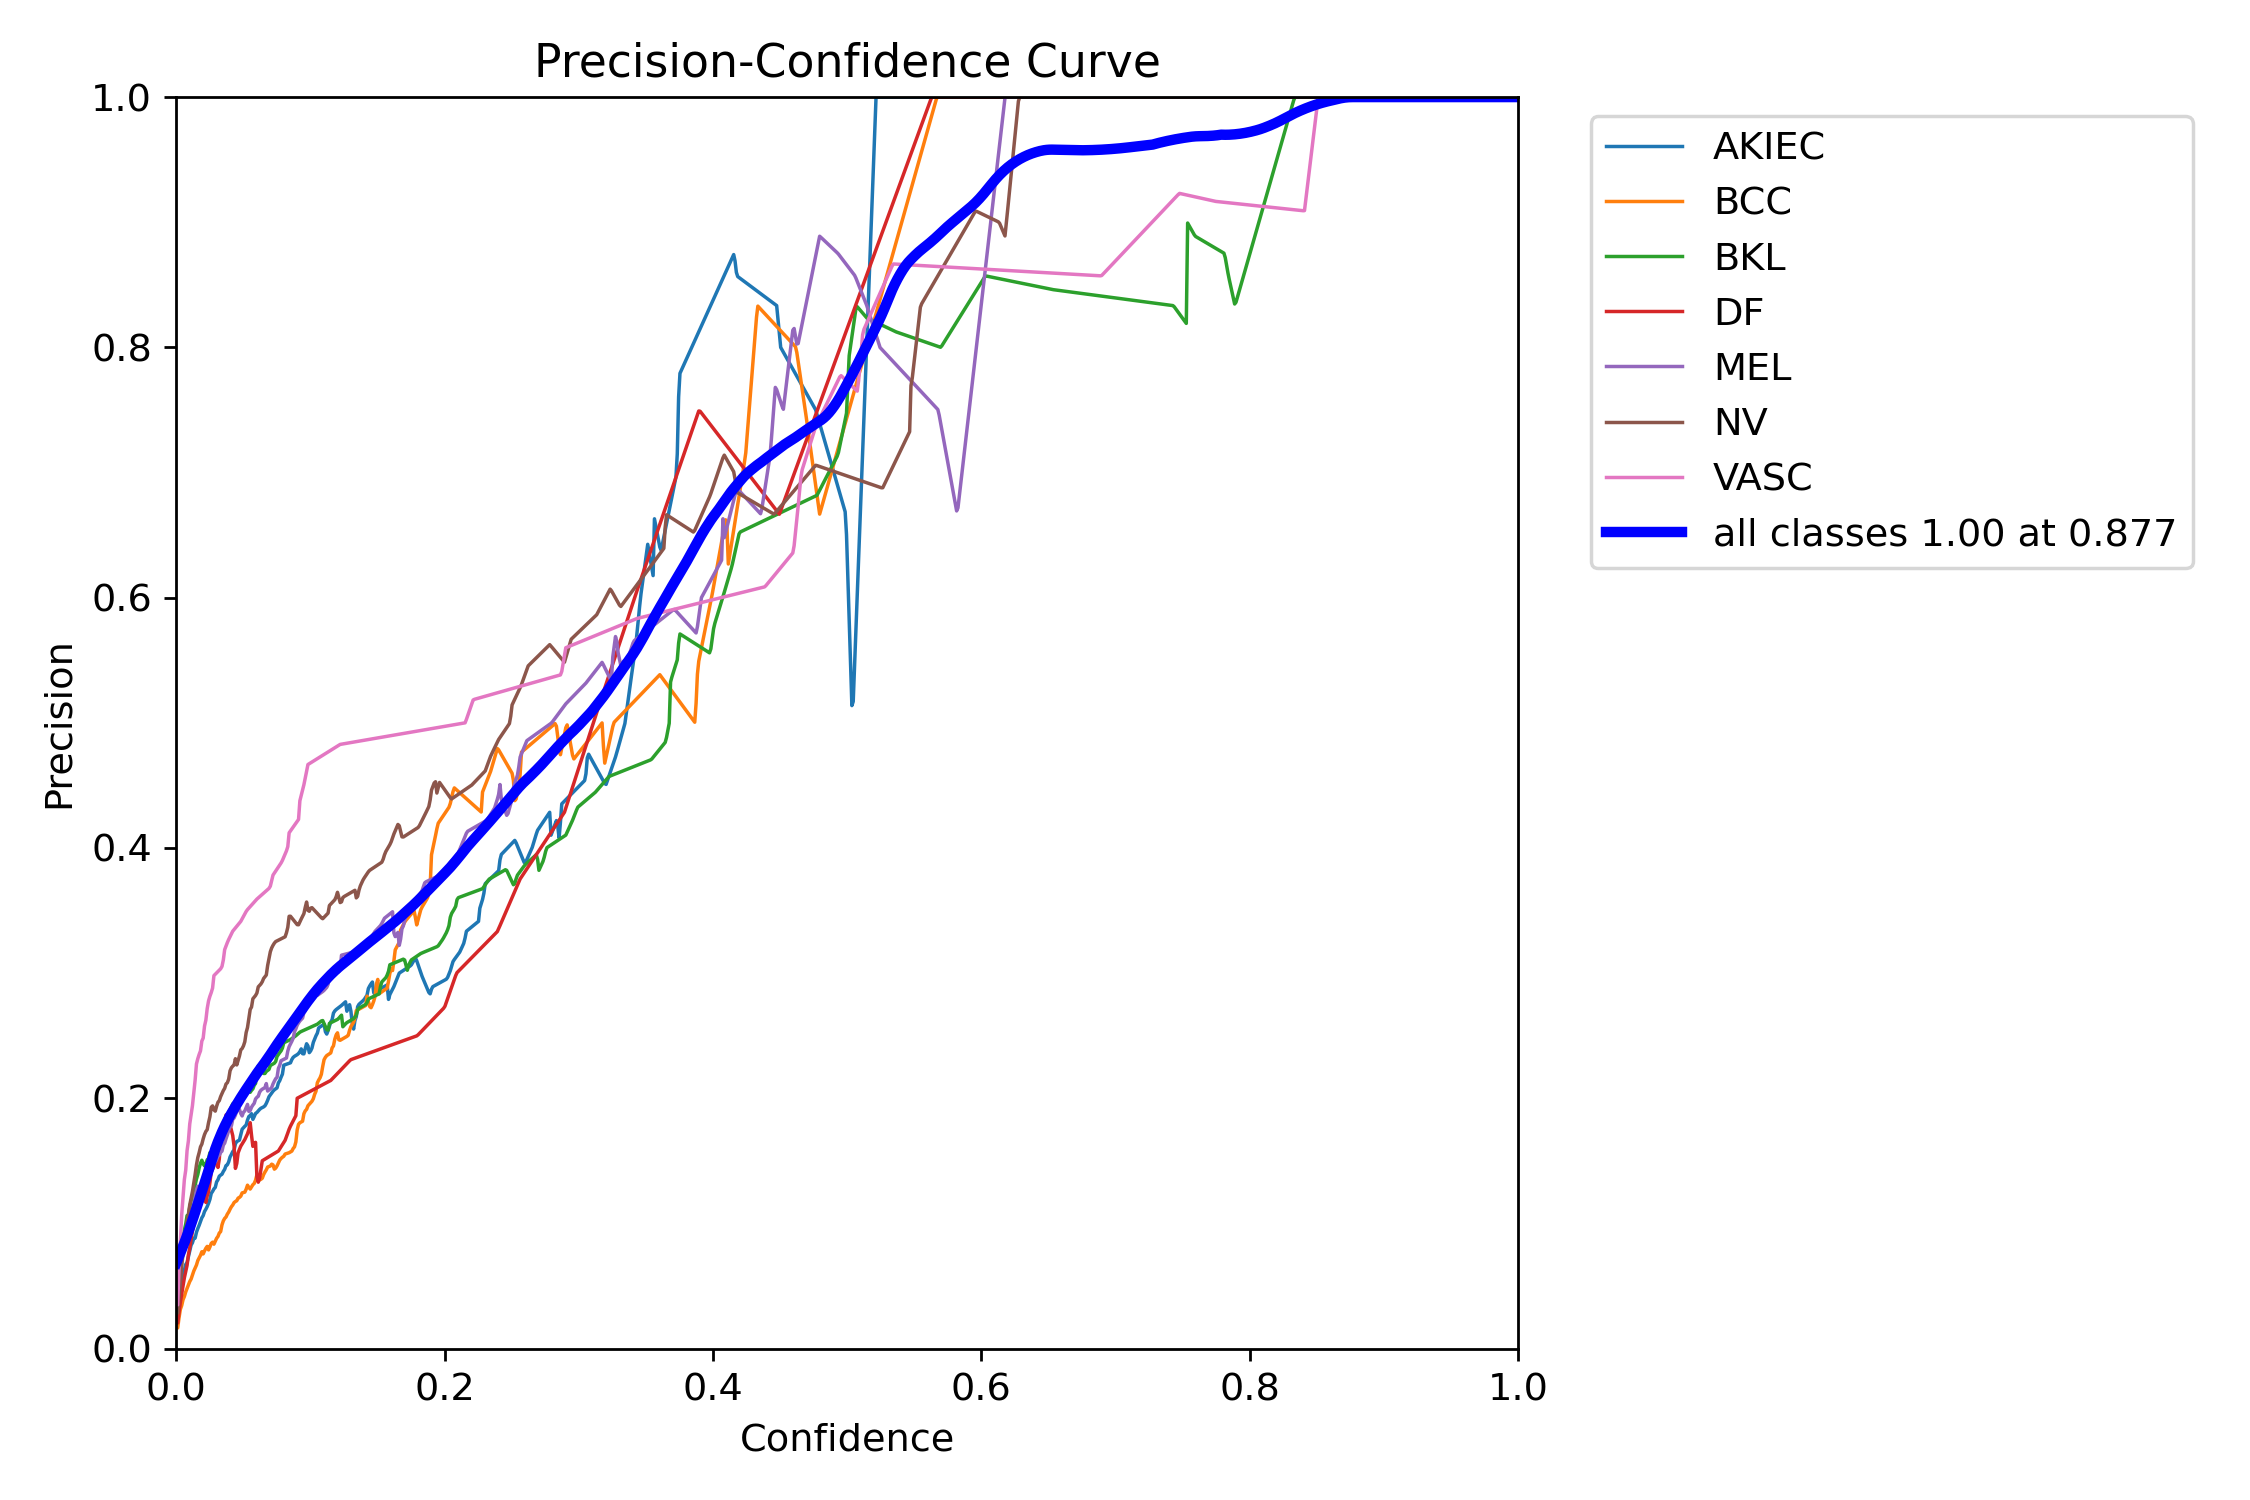 Precision-Confidence Curve
1.0
0.8
0.6
0.4
0.2
0.0
Precision
0.0 0.2 0.4 0.6 0.8 1.0
Confidence
AKIEC
BCC
BKL
DF
MEL
NV
VASC
all classes 1.00 at 0.877